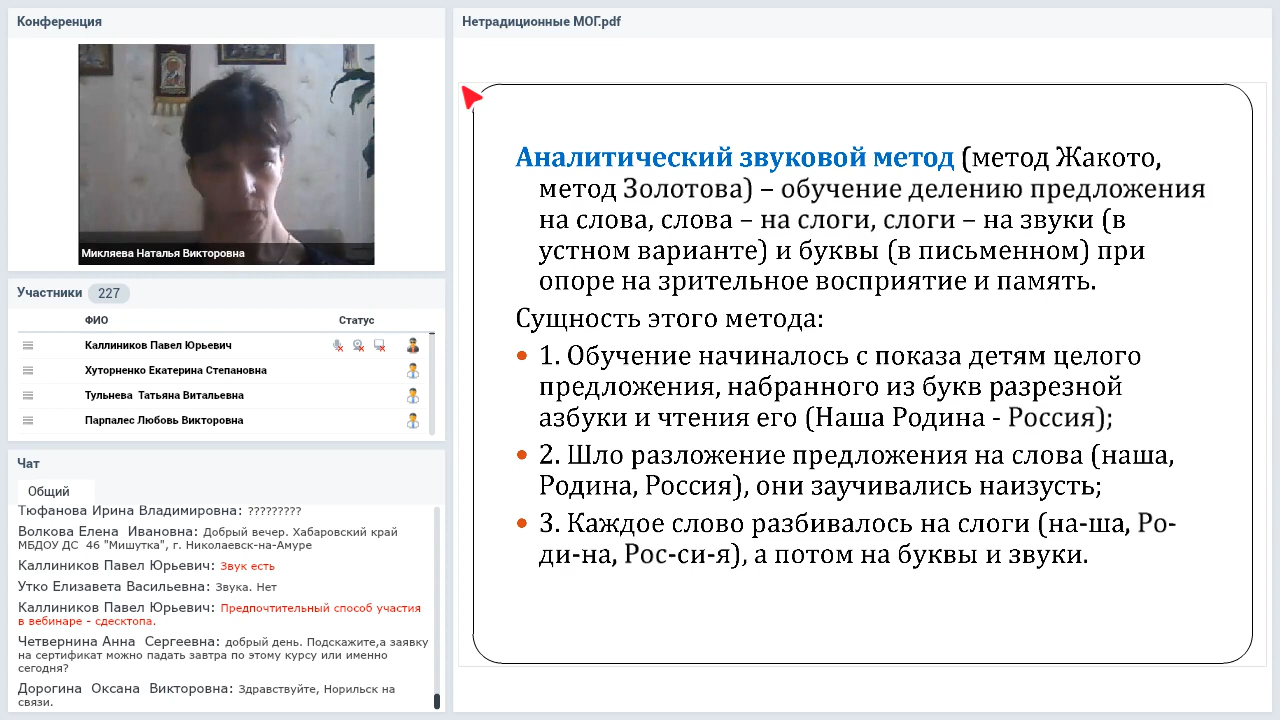 Конференция
Микляева Наталья Викторовна
Участники 227
ФИО Статус
Каллиников Павел Юрьевич
Хуторненко Екатерина Степановна
Тульнева Татьяна Витальевна
Парпалес Любовь Викторовна
Чат
Общий
Тюфанова Ирина Владимировна: ?????????
Волкова Елена Ивановна: Добрый вечер. Хабаровский край
МБДОУ ДС 46 "Мишутка", г. Николаевск-на-Амуре
Каллиников Павел Юрьевич: Звук есть
Утко Елизавета Васильевна: Звука. Нет
Каллиников Павел Юрьевич: Предпочтительный способ участия
в вебинаре - сдесктопа.
Четвернина Анна Сергеевна: добрый день. Подскажите,а заявку
на сертификат можно падать завтра по этому курсу или именно
сегодня?
Дорогина Оксана Викторовна: Здравствуйте, Норильск на
связи.
Нетрадиционные МОГ.pdf
Аналитический звуковой метод (метод Жакото,
метод Золотова) – обучение делению предложения
на слова, слова – на слоги, слоги – на звуки (в
устном варианте) и буквы (в письменном) при
опоре на зрительное восприятие и память.
Сущность этого метода:
• 1. Обучение начиналось с показа детям целого
предложения, набранного из букв разрезной
азбуки и чтения его (Наша Родина - Россия);
• 2. Шло разложение предложения на слова (наша,
Родина, Россия), они заучивались наизусть;
• 3. Каждое слово разбивалось на слоги (на-ша, Ро-
ди-на, Рос-си-я), а потом на буквы и звуки.